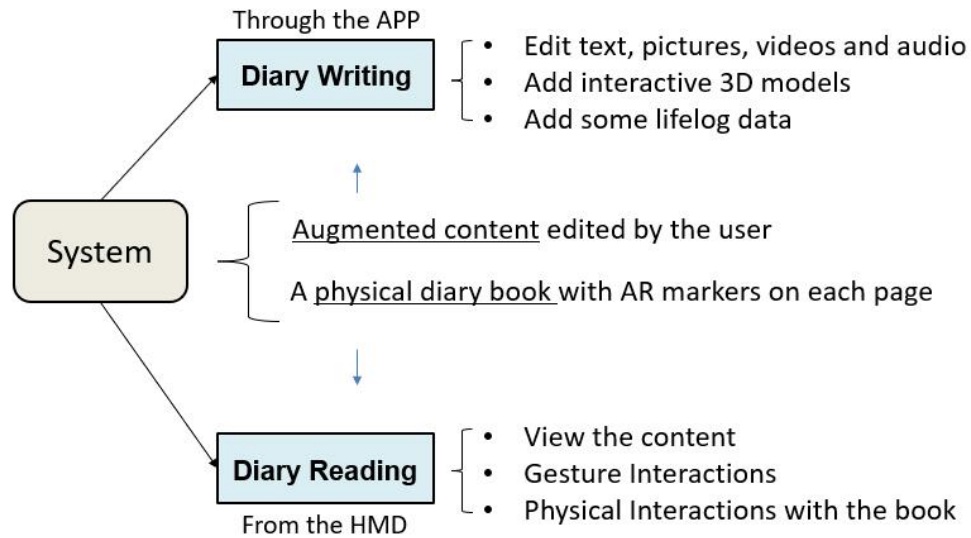 Through the APP
Diary Writing
• Edit text, pictures, videos and audio
• Add interactive 3D models
• Add some lifelog data
System
Augmented content edited by the user
A physical diary book with AR markers on each page
Diary Reading
From the HMD
• View the content
• Gesture Interactions
• Physical Interactions with the book